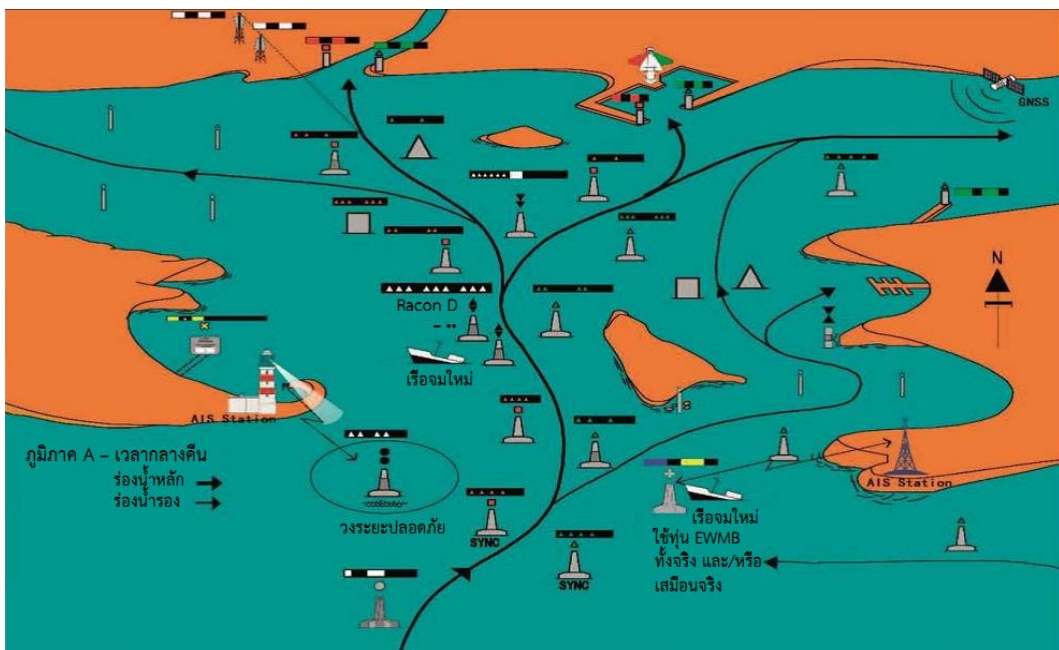 GNSS
N
Racon D
เรือจมใหม่
AIS Station
ภูมิภาค A – เวลากลางคืน
ร่องน้ำหลัก
ร่องน้ำรอง
วงระยะปลอดภัย
SYNC
SYNC
AIS Station
เรือจมใหม่
ใช้ทุ่น EWMB
ทั้งจริง และ/หรือ
เสมือนจริง